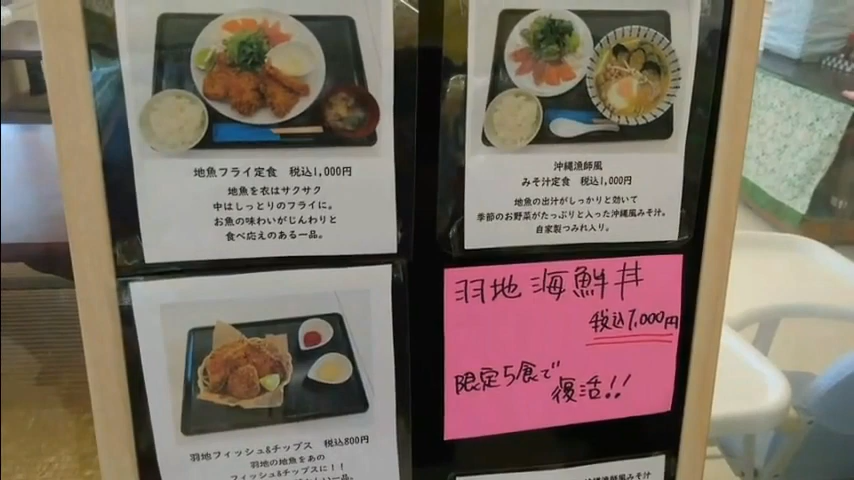 地魚フライ定食 税込1,000円
地魚を衣はサクサク
中はしっとりのフライに。
お魚の味わいがじんわりと
食べ応えのある一品。
沖縄漁師風
みそ汁定食 税込1,000円
地魚の出汁がしっかりと効いて
季節のお野菜がたっぷりと入った沖縄風みそ汁。
自家製つみれ入り。
羽地フィッシュ&チップス 税込800円
羽地の地魚をあの
フィッシュ&チップスに!!
羽地海鮮丼
税込1,000円
限定5食で
復活!!
沖縄漁師風みそ汁